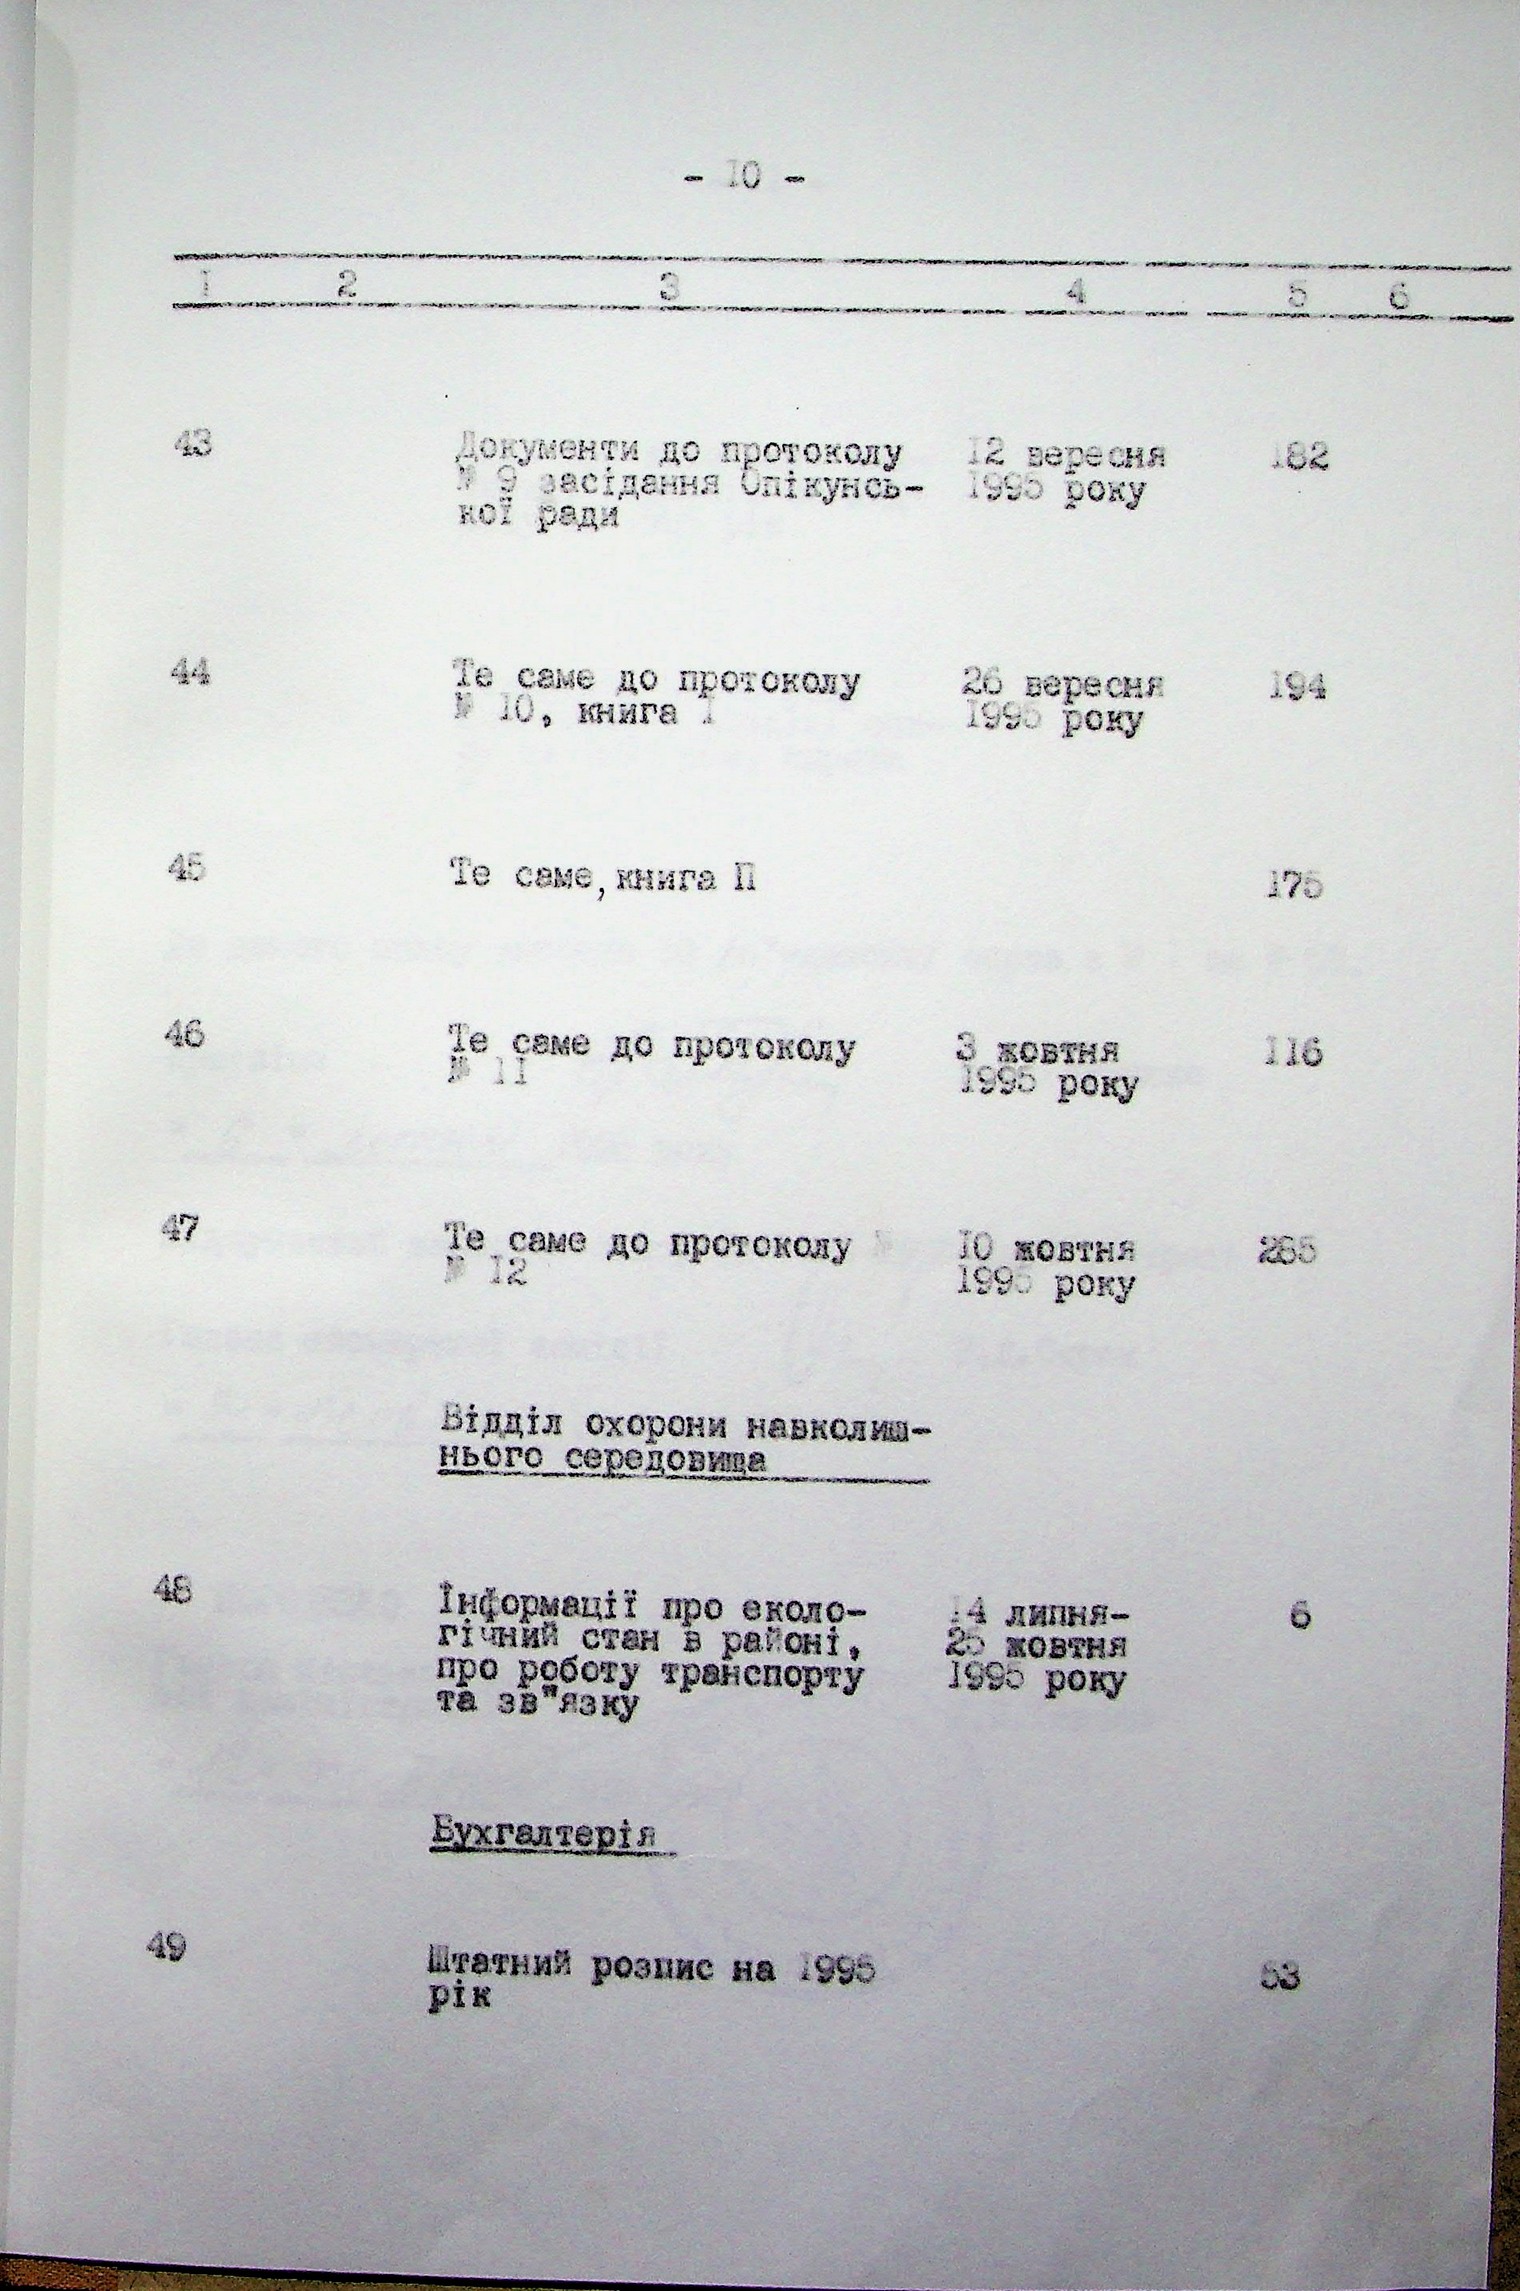 - 10 -
1 2 3 4 5 6
43 Документи до протоколу 12 вересня 182
№ 9 засідання Опікунсь- 1995 року
кої ради
44 Те саме до протоколу 26 вересня 194
№ 10, книга I 1995 року
45 Те саме, книга П 175
46 Те саме до протоколу 3 жовтня 116
№ 11 1995 року
47 Те саме до протоколу 10 жовтня
№ 12 1995 року
Відділ охорони навколиш-
нього середовища
48 Інформації про еколо- 14 липня- 6
гічний стан в районі, 25 жовтня
про роботу транспорту 1995 року
та зв"язку
Бухгалтерія
49 Штатний розпис на 1995 53
рік